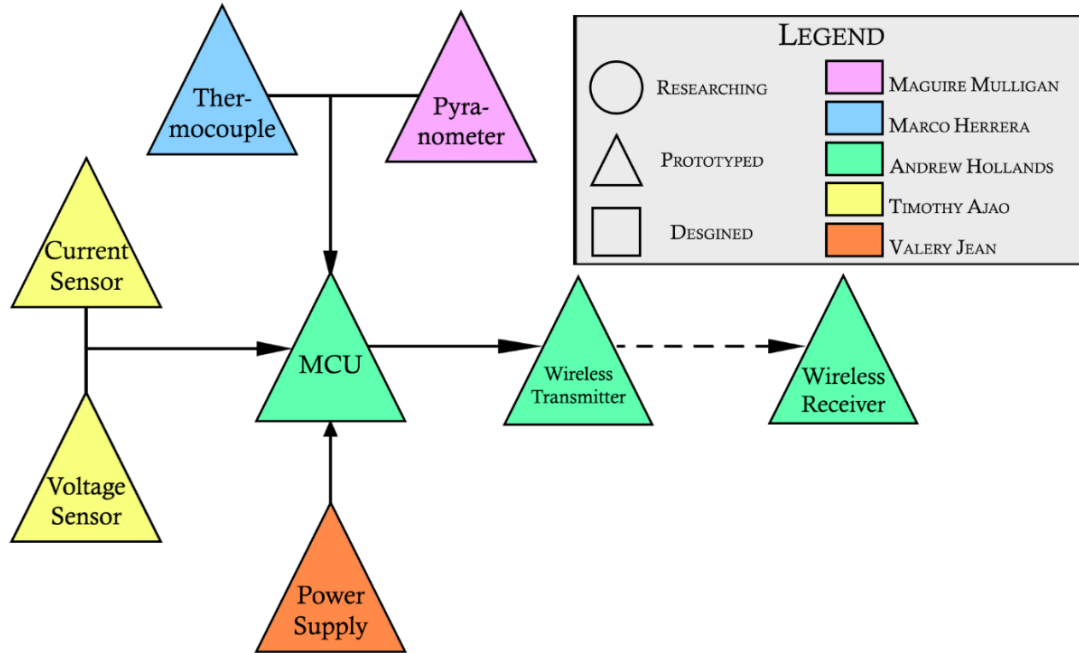 Ther-
mocouple
Pyra-
nometer
LEGEND
RESEARCHING
PROTOTYPED
DESGINED
MAGUIRE MULLIGAN
MARCO HERRERA
ANDREW HOLLANDS
TIMOTHY AJAO
VALERY JEAN
Current
Sensor
MCU
Wireless
Transmitter
Wireless
Receiver
Voltage
Sensor
Power
Supply